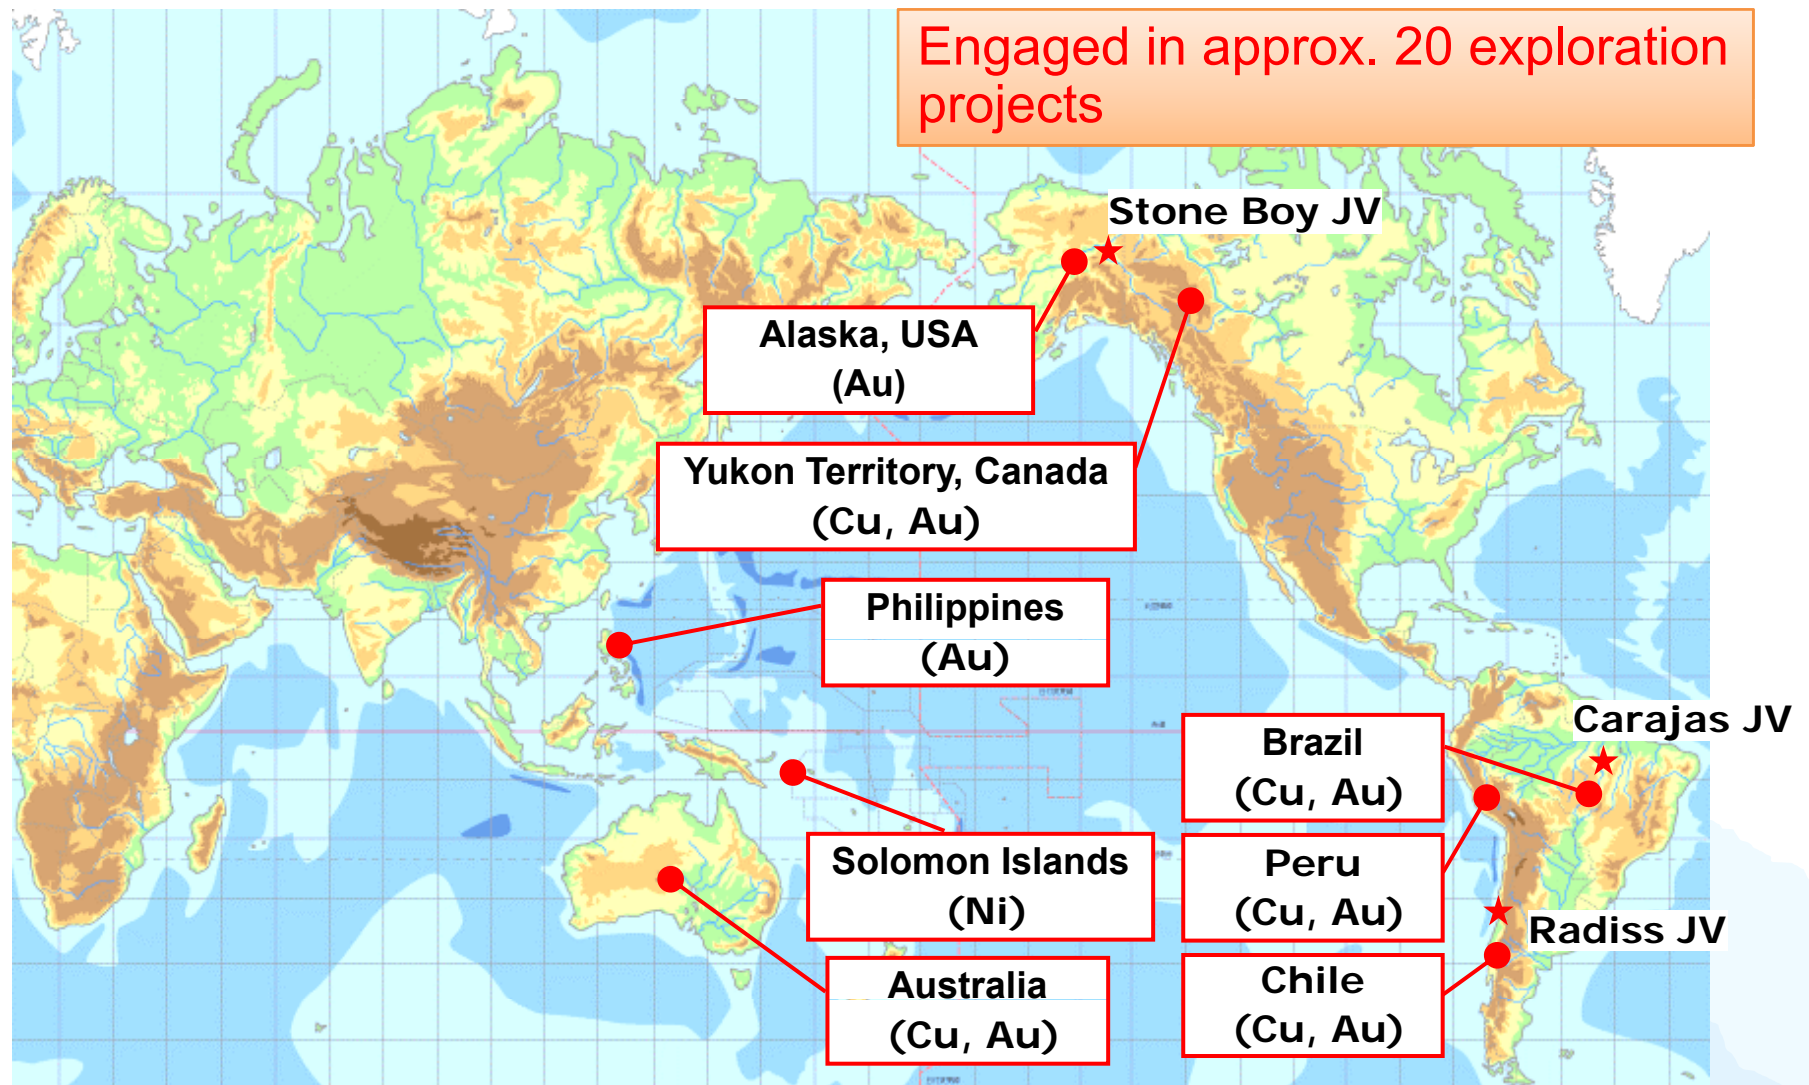 Engaged in approx. 20 exploration
projects
Stone Boy JV
Alaska, USA
(Au)
Yukon Territory, Canada
(Cu, Au)
Philippines
(Au)
Carajas JV
Brazil
(Cu, Au)
Solomon Islands
(Ni)
Peru
(Cu, Au)
Radiss JV
Australia
(Cu, Au)
Chile
(Cu, Au)